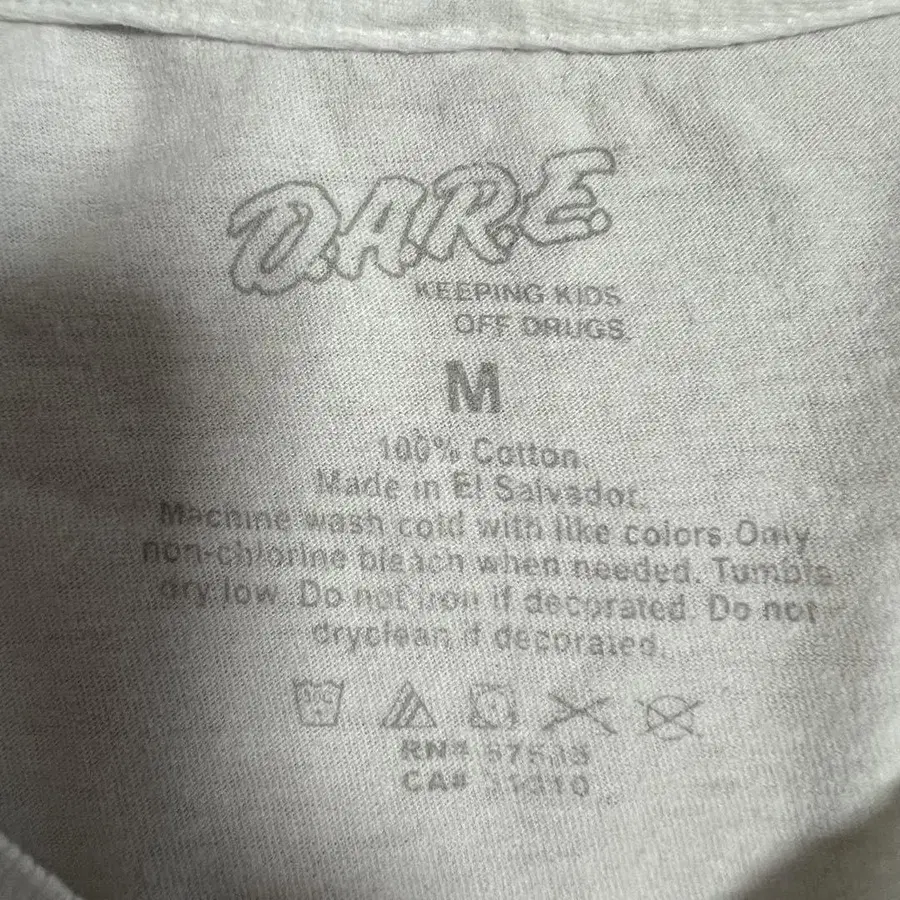 D.A.R.E.
KEEPING KIDS
OFF DRUGS.
M
100% Cotton.
Made in El Salvador.
Machine wash cold with like colors. Only
non-chlorine bleach when needed. Tumble
dry low. Do not iron if decorated. Do not
dryclean if decorated.
RN#
CA#